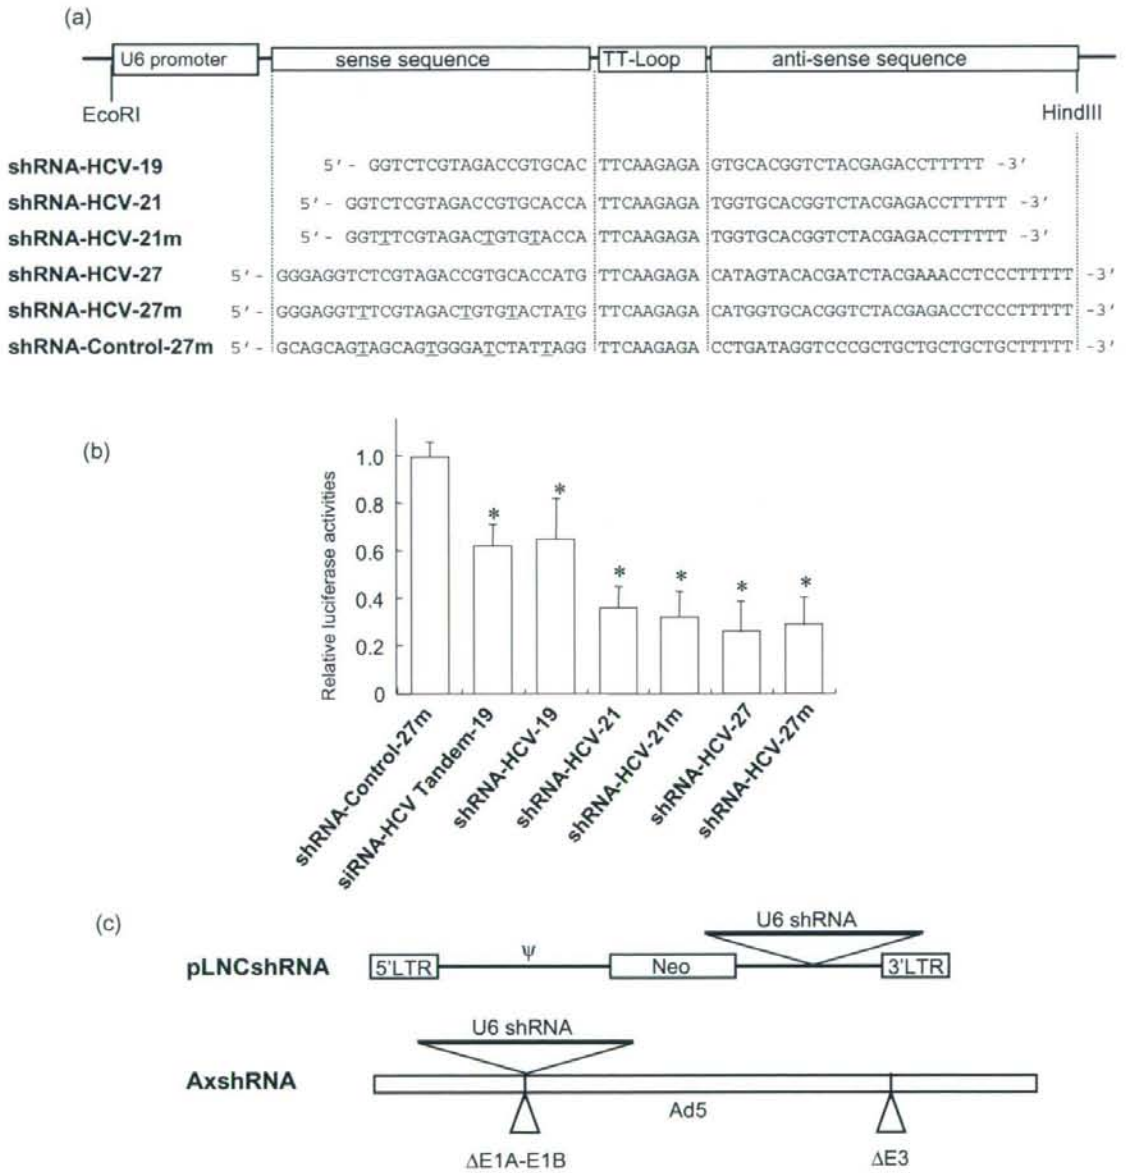 (a)
U6 promoter sense sequence TT-Loop anti-sense sequence
EcoRI HindIII
shRNA-HCV-19 5'- GGTCTCGTAGACCGTGCAC TTCAAGAGA GTGCACGGTCTACGAGACCTTTTT -3'
shRNA-HCV-21 5'- GGTCTCGTAGACCGTGCACCA TTCAAGAGA TGGTGCACGGTCTACGAGACCTTTTT -3'
shRNA-HCV-21m 5'- GGTTTCGTAGACTGTGTACCA TTCAAGAGA TGGTGCACGGTCTACGAGACCTTTTT -3'
shRNA-HCV-27 5'- GGGAGGTCTCGTAGACCGTGCACCATG TTCAAGAGA CATAGTACACGATCTACGAAACCTCCCTTTTT -3'
shRNA-HCV-27m 5'- GGGAGGTTTCGTAGACTGTGTACTATG TTCAAGAGA CATGGTGCACGGTCTACGAGACCTCCCTTTTT -3'
shRNA-Control-27m 5'- GCAGCAGTAGCAGTGGGATCTATTAGG TTCAAGAGA CCTGATAGGTCCCGCTGCTGCTGCTGCTTTTT -3'
(b)
Relative luciferase activities
1.0
0.8
0.6
0.4
0.2
0
* * * * * *
shRNA-Control-27m
siRNA-HCV Tandem-19
shRNA-HCV-19
shRNA-HCV-21
shRNA-HCV-21m
shRNA-HCV-27
shRNA-HCV-27m
(c)
U6 shRNA
pLNCshRNA 5'LTR ψ Neo 3'LTR
U6 shRNA
AxshRNA
Ad5
ΔE1A-E1B ΔE3